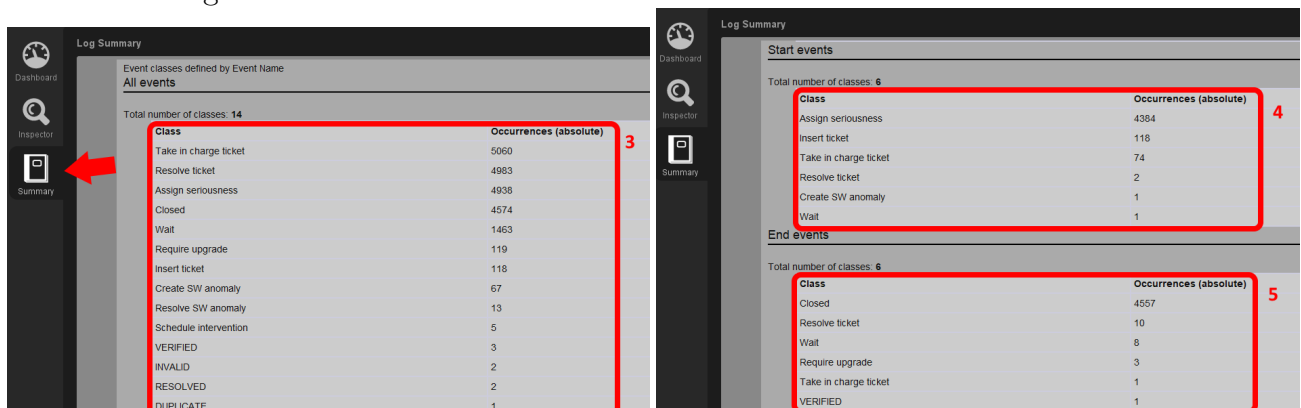 Log Summary
Dashboard
Inspector
Summary
Event classes defined by Event Name
All events
Total number of classes: 14
Class Occurrences (absolute)
Take in charge ticket 5060
Resolve ticket 4983
Assign seriousness 4938
Closed 4574
Wait 1463
Require upgrade 119
Insert ticket 118
Create SW anomaly 67
Resolve SW anomaly 13
Schedule intervention 5
VERIFIED 3
INVALID 2
RESOLVED 2
DUPLICATE 1
3
Log Summary
Dashboard
Inspector
Summary
Start events
Total number of classes: 6
Class Occurrences (absolute)
Assign seriousness 4384
Insert ticket 118
Take in charge ticket 74
Resolve ticket 2
Create SW anomaly 1
Wait 1
4
End events
Total number of classes: 6
Class Occurrences (absolute)
Closed 4557
Resolve ticket 10
Wait 8
Require upgrade 3
Take in charge ticket 1
VERIFIED 1
5